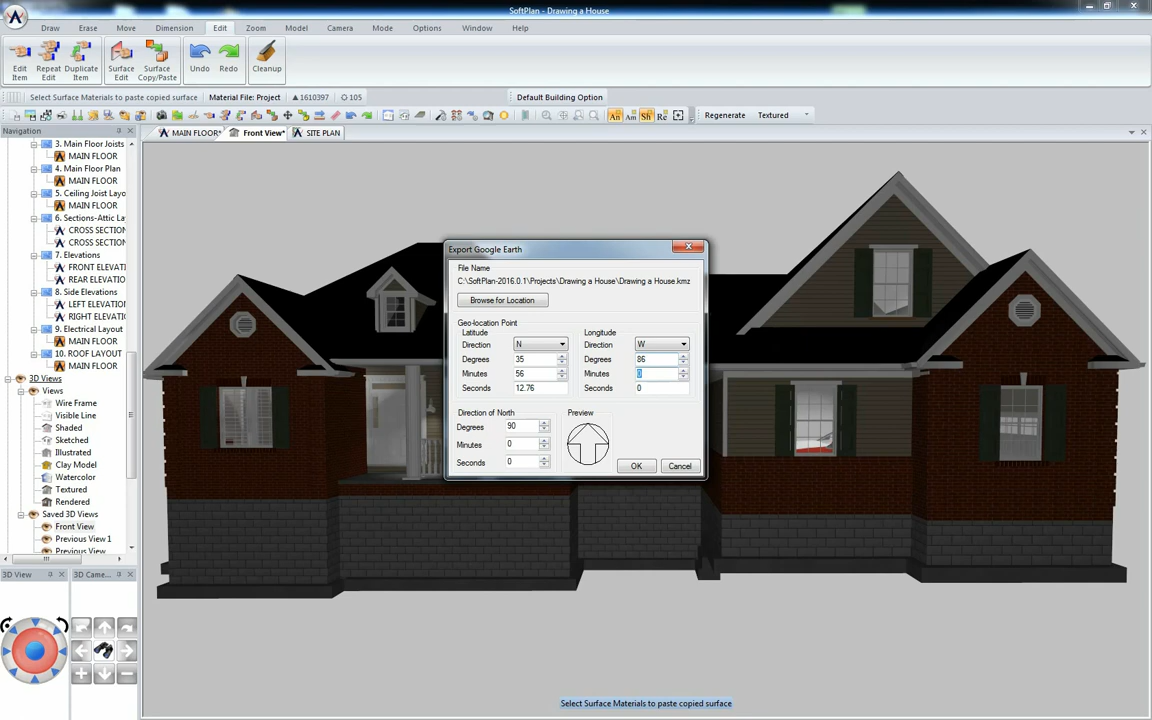 SoftPlan - Drawing a House
Draw Erase Move Dimension Edit Zoom Model Camera Mode Options Window Help
Edit Item
Repeat Edit
Duplicate Item
Surface Edit
Surface Copy/Paste
Undo
Redo
Cleanup
Select Surface Materials to paste copied surface Material File: Project 1610397 105 Default Building Option
An Am Sh Re Regenerate Textured
Navigation
MAIN FLOOR* Front View* SITE PLAN
3. Main Floor Joists
MAIN FLOOR
4. Main Floor Plan
MAIN FLOOR
5. Ceiling Joist Layo
MAIN FLOOR
6. Sections-Attic La
CROSS SECTION
CROSS SECTION
7. Elevations
FRONT ELEVATI
REAR ELEVATIO
8. Side Elevations
LEFT ELEVATION
RIGHT ELEVATI
9. Electrical Layout
MAIN FLOOR
10. ROOF LAYOUT
MAIN FLOOR
3D Views
Views
Wire Frame
Visible Line
Shaded
Sketched
Illustrated
Clay Model
Watercolor
Textured
Rendered
Saved 3D Views
Front View
Previous View 1
Previous View
3D View
3D Came...
Export Google Earth
File Name
C:\SoftPlan-2016.0.1\Projects\Drawing a House\Drawing a House.kmz
Browse for Location
Geo-location Point
Latitude
Direction N
Degrees 35
Minutes 56
Seconds 12.76
Longitude
Direction W
Degrees 86
Minutes 0
Seconds 0
Direction of North
Degrees 90
Minutes 0
Seconds 0
Preview
OK Cancel
Select Surface Materials to paste copied surface